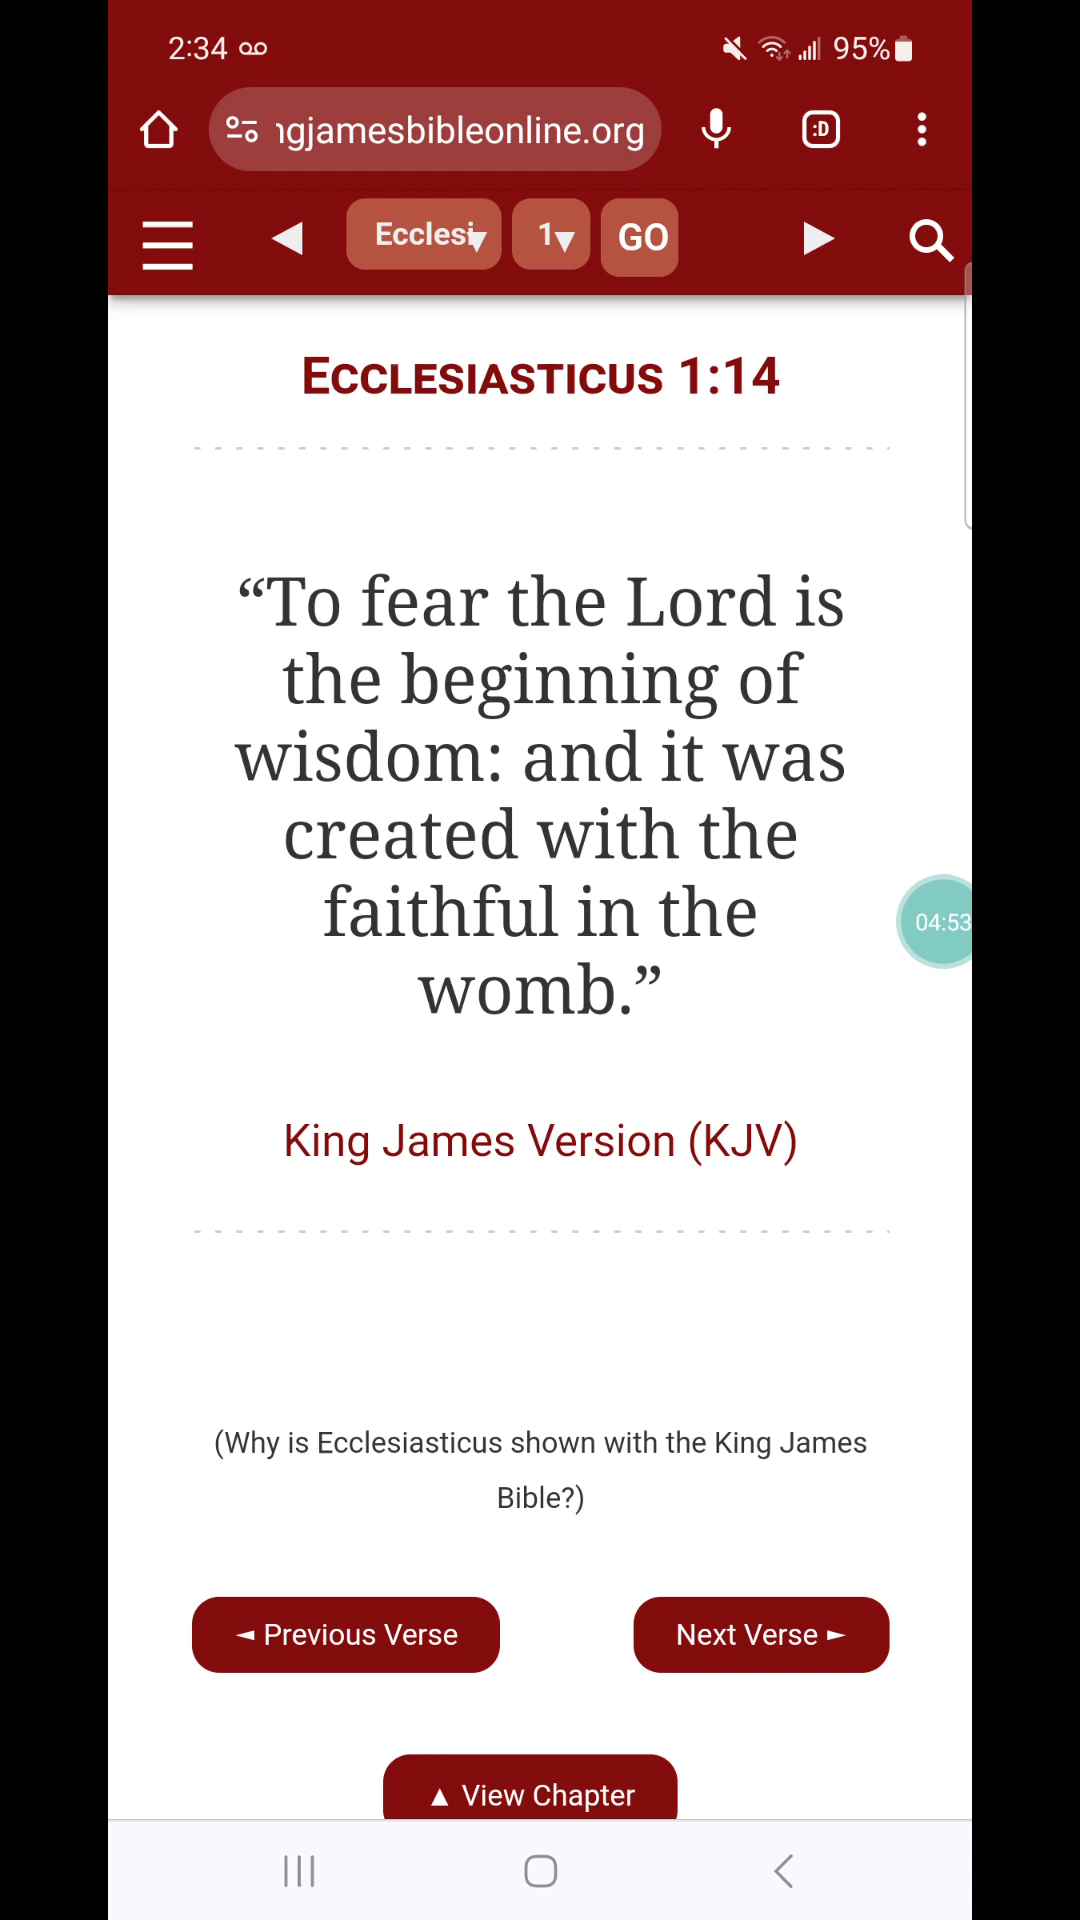 2:34
95%
ngjamesbibleonline.org
:D
Ecclesi
1
GO
ECCLESIASTICUS 1:14
“To fear the Lord is
the beginning of
wisdom: and it was
created with the
faithful in the
womb.”
04:53
King James Version (KJV)
(Why is Ecclesiasticus shown with the King James
Bible?)
◄ Previous Verse
Next Verse ►
▲ View Chapter